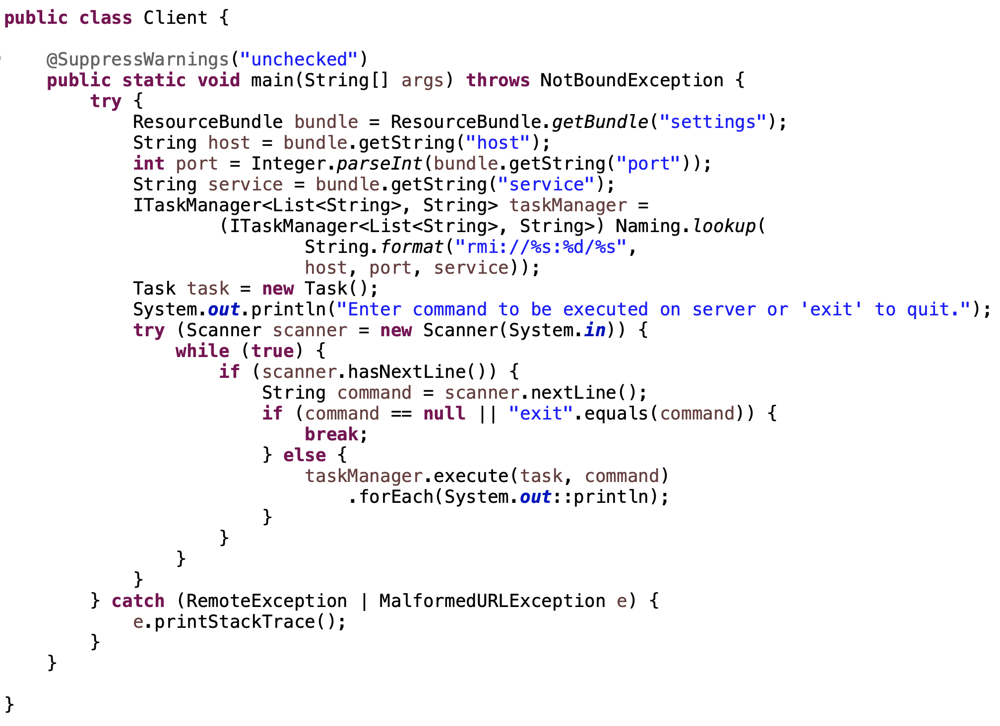 public class Client {
@SuppressWarnings("unchecked")
public static void main(String[] args) throws NotBoundException {
try {
ResourceBundle bundle = ResourceBundle.getBundle("settings");
String host = bundle.getString("host");
int port = Integer.parseInt(bundle.getString("port"));
String service = bundle.getString("service");
ITaskManager<List<String>, String> taskManager =
(ITaskManager<List<String>, String>) Naming.lookup(
String.format("rmi://%s:%d/%s",
host, port, service));
Task task = new Task();
System.out.println("Enter command to be executed on server or 'exit' to quit.");
try (Scanner scanner = new Scanner(System.in)) {
while (true) {
if (scanner.hasNextLine()) {
String command = scanner.nextLine();
if (command == null || "exit".equals(command)) {
break;
} else {
taskManager.execute(task, command)
.forEach(System.out::println);
}
}
}
}
} catch (RemoteException | MalformedURLException e) {
e.printStackTrace();
}
}
}